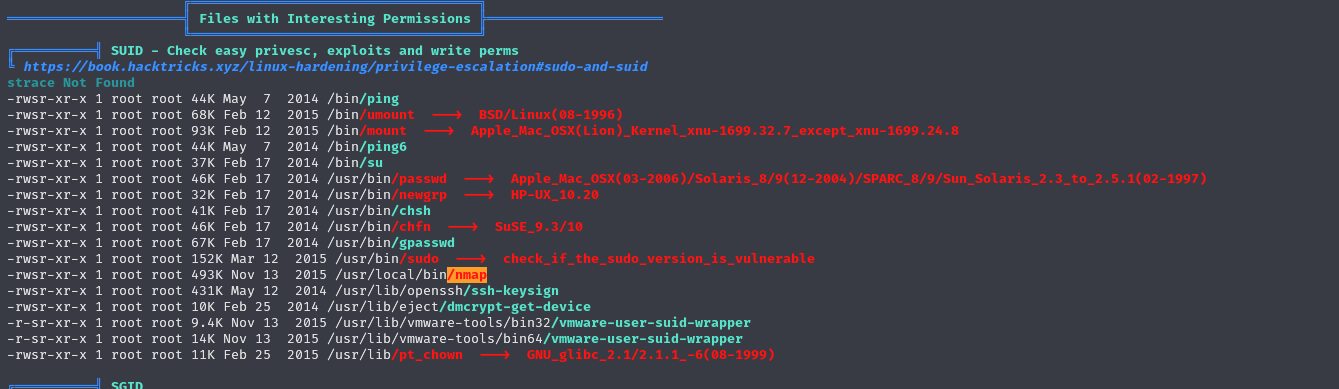 Files with Interesting Permissions
SUID - Check easy privesc, exploits and write perms
https://book.hacktricks.xyz/linux-hardening/privilege-escalation#sudo-and-suid
strace Not Found
-rwsr-xr-x 1 root root 44K May  7  2014 /bin/ping
-rwsr-xr-x 1 root root 68K Feb 12  2015 /bin/umount  --->  BSD/Linux(08-1996)
-rwsr-xr-x 1 root root 93K Feb 12  2015 /bin/mount  --->  Apple_Mac_OSX(Lion)_Kernel_xnu-1699.32.7_except_xnu-1699.24.8
-rwsr-xr-x 1 root root 44K May  7  2014 /bin/ping6
-rwsr-xr-x 1 root root 37K Feb 17  2014 /bin/su
-rwsr-xr-x 1 root root 46K Feb 17  2014 /usr/bin/passwd  --->  Apple_Mac_OSX(03-2006)/Solaris_8/9(12-2004)/SPARC_8/9/Sun_Solaris_2.3_to_2.5.1(02-1997)
-rwsr-xr-x 1 root root 32K Feb 17  2014 /usr/bin/newgrp  --->  HP-UX_10.20
-rwsr-xr-x 1 root root 41K Feb 17  2014 /usr/bin/chsh
-rwsr-xr-x 1 root root 46K Feb 17  2014 /usr/bin/chfn  --->  SuSE_9.3/10
-rwsr-xr-x 1 root root 67K Feb 17  2014 /usr/bin/gpasswd
-rwsr-xr-x 1 root root 152K Mar 12  2015 /usr/bin/sudo  --->  check_if_the_sudo_version_is_vulnerable
-rwsr-xr-x 1 root root 493K Nov 13  2015 /usr/local/bin/nmap
-rwsr-xr-x 1 root root 431K May 12  2014 /usr/lib/openssh/ssh-keysign
-rwsr-xr-x 1 root root 10K Feb 25  2014 /usr/lib/eject/dmcrypt-get-device
-r-sr-xr-x 1 root root 9.4K Nov 13  2015 /usr/lib/vmware-tools/bin32/vmware-user-suid-wrapper
-r-sr-xr-x 1 root root 14K Nov 13  2015 /usr/lib/vmware-tools/bin64/vmware-user-suid-wrapper
-rwsr-xr-x 1 root root 11K Feb 25  2015 /usr/lib/pt_chown  --->  GNU_glibc_2.1/2.1.1_-6(08-1999)
SGID